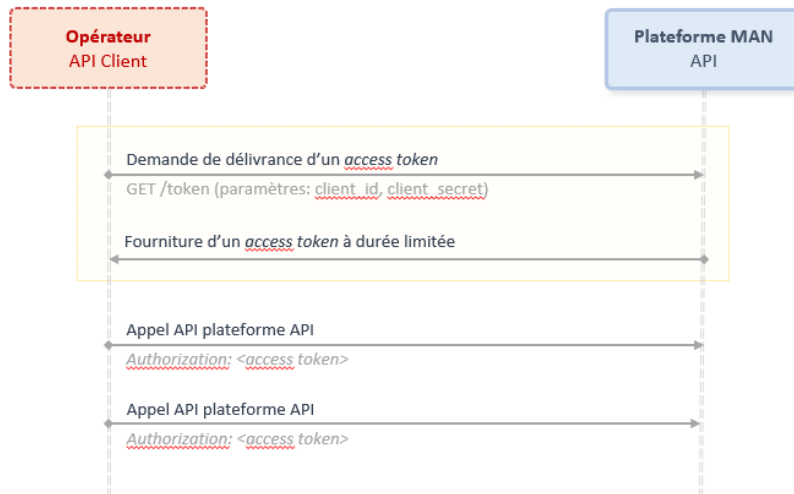 Opérateur
API Client
Plateforme MAN
API
Demande de délivrance d'un access token
GET /token (paramètres: client_id, client_secret)
Fourniture d'un access token à durée limitée
Appel API plateforme API
Authorization: <access token>
Appel API plateforme API
Authorization: <access token>